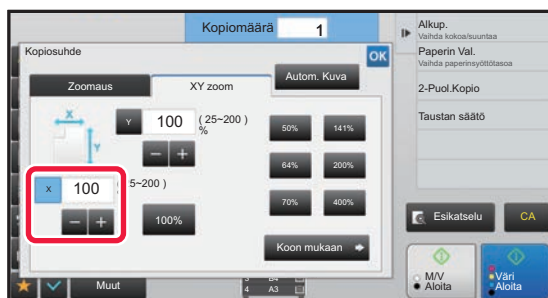 Kopiomäärä 1
Kopiosuhde
OK
Zoomaus
XY zoom
Autom. Kuva
X
Y
Y
100
( 25~200 )
%
50%
141%
64%
200%
X
100
5~200 )
70%
400%
100%
Koon mukaan
Muut
3 B4
4 A3
Alkup.
Vaihda kokoa/suuntaa
Paperin Val.
Vaihda paperinsyöttötasoa
2-Puol.Kopio
Taustan säätö
Esikatselu
CA
M/V
Aloita
Väri
Aloita